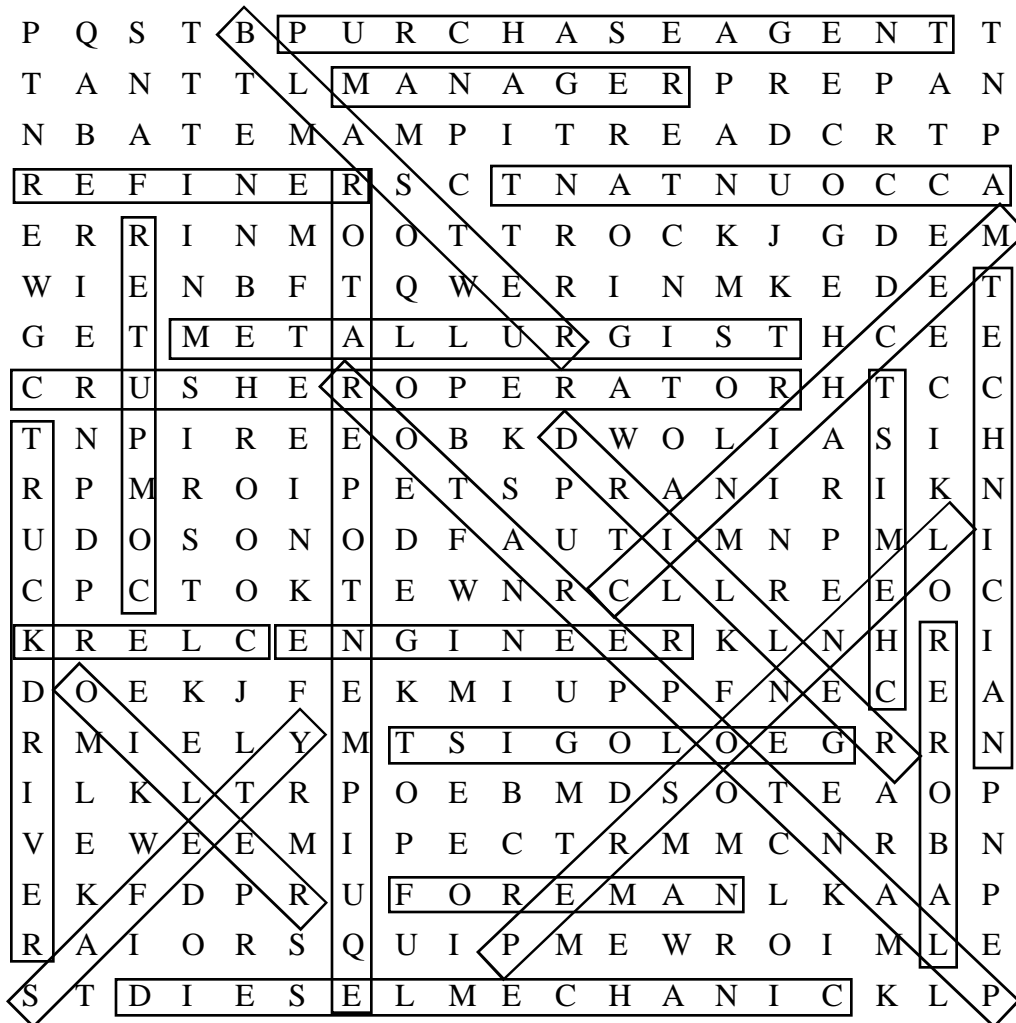 P Q S T B P U R C H A S E A G E N T T
T A N T T L M A N A G E R P R E P A N
N B A T E M A M P I T R E A D C R T P
R E F I N E R S C T N A T N U O C C A
E R R I N M O O T T R O C K J G D E M
W I E N B F T Q W E R I N M K E D E T
G E T M E T A L L U R G I S T H C E E
C R U S H E R O P E R A T O R H T C C
T N P I R E E O B K D W O L I A S I H
R P M R O I P E T S P R A N I R I K N
U D O S O N O D F A U T I M N P M L I
C P C T O K T E W N R C L L R E E O C
K R E L C E N G I N E E R K L N H R I
D O E K J F E K M I U P P F N E C E A
R M I E L Y M T S I G O L O E G R R N
I L K L T R P O E B M D S O T E A O P
V E W E E M I P E C T R M M C N R B N
E K F D P R U F O R E M A N L K A A P
R A I O R S Q U I P M E W R O I M L E
S T D I E S E L M E C H A N I C K L P